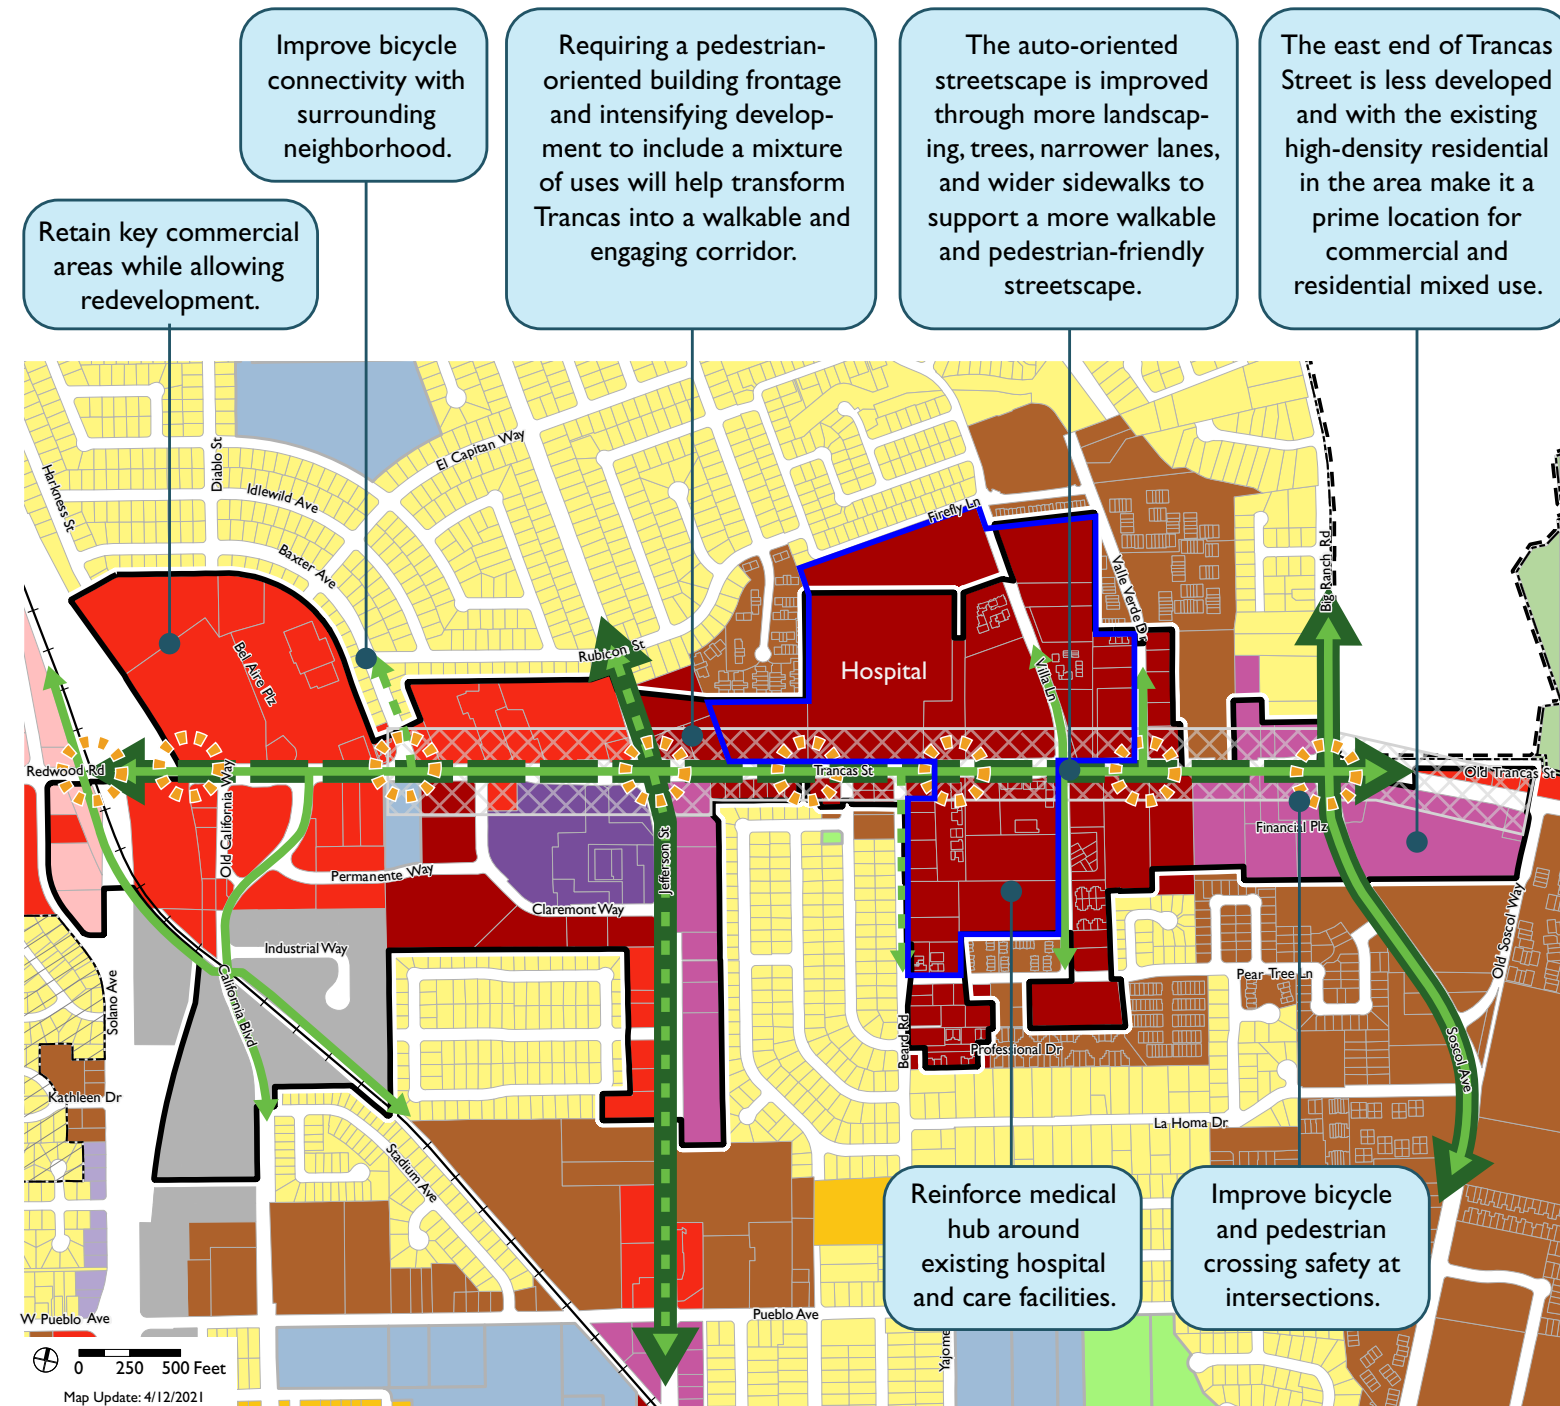 Improve bicycle
connectivity with
surrounding
neighborhood.
Requiring a pedestrian-
oriented building frontage
and intensifying develop-
ment to include a mixture
of uses will help transform
Trancas into a walkable and
engaging corridor.
The auto-oriented
streetscape is improved
through more landscap-
ing, trees, narrower lanes,
and wider sidewalks to
support a more walkable
and pedestrian-friendly
streetscape.
The east end of Trancas
Street is less developed
and with the existing
high-density residential
in the area make it a
prime location for
commercial and
residential mixed use.
Retain key commercial
areas while allowing
redevelopment.
Harkness St
Diablo St
El Capitan Way
Idlewild Ave
Baxter Ave
Firefly Ln
Valle Verde Dr
Big Ranch Rd
Bel Aire Plz
Rubicon St
Hospital
Villa Ln
Redwood Rd
Trancas St
Old Trancas St
Old California Way
Jefferson St
Financial Plz
Permanente Way
Claremont Way
Industrial Way
Solano Ave
California Blvd
Pear Tree Ln
Old Soscol Way
Beard Rd
Professional Dr
Soscol Ave
Kathleen Dr
La Homa Dr
Stadium Ave
Reinforce medical
hub around
existing hospital
and care facilities.
Improve bicycle
and pedestrian
crossing safety at
intersections.
W Pueblo Ave
Pueblo Ave
Yajome
0 250 500 Feet
Map Update: 4/12/2021